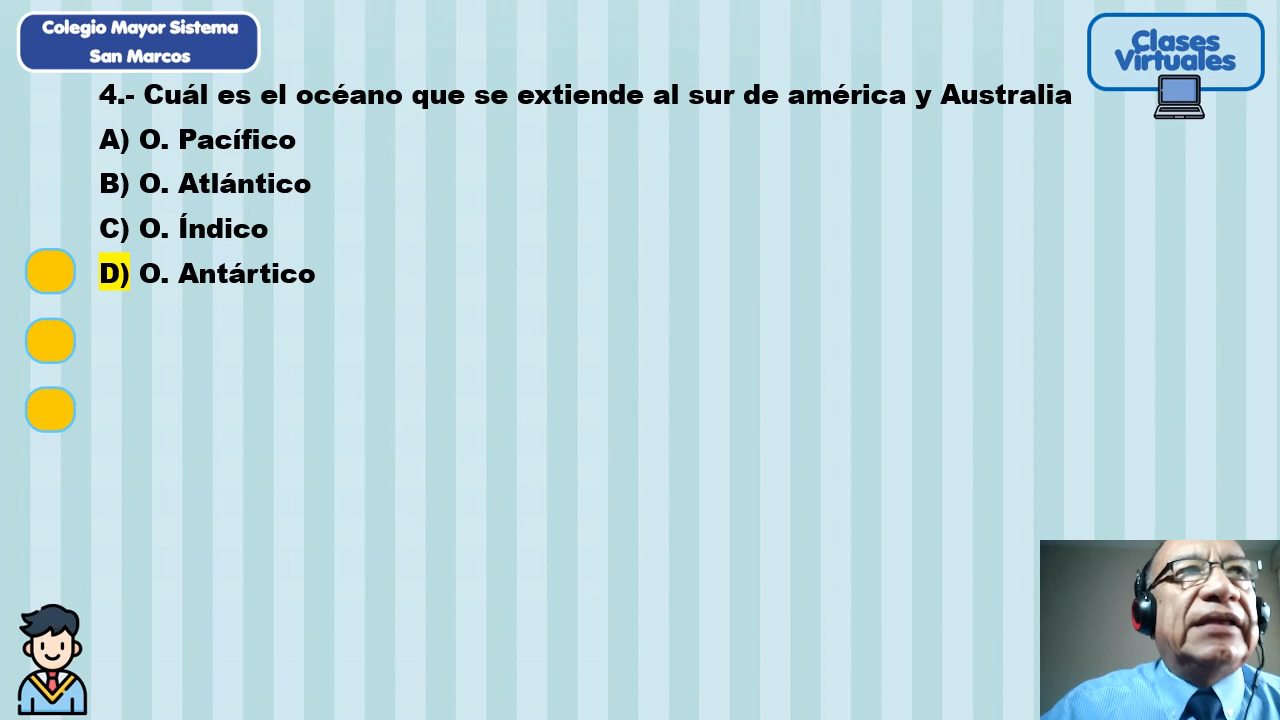 Colegio Mayor Sistema
San Marcos
Clases
Virtuales
4.- Cuál es el océano que se extiende al sur de américa y Australia
A) O. Pacífico
B) O. Atlántico
C) O. Índico
D) O. Antártico